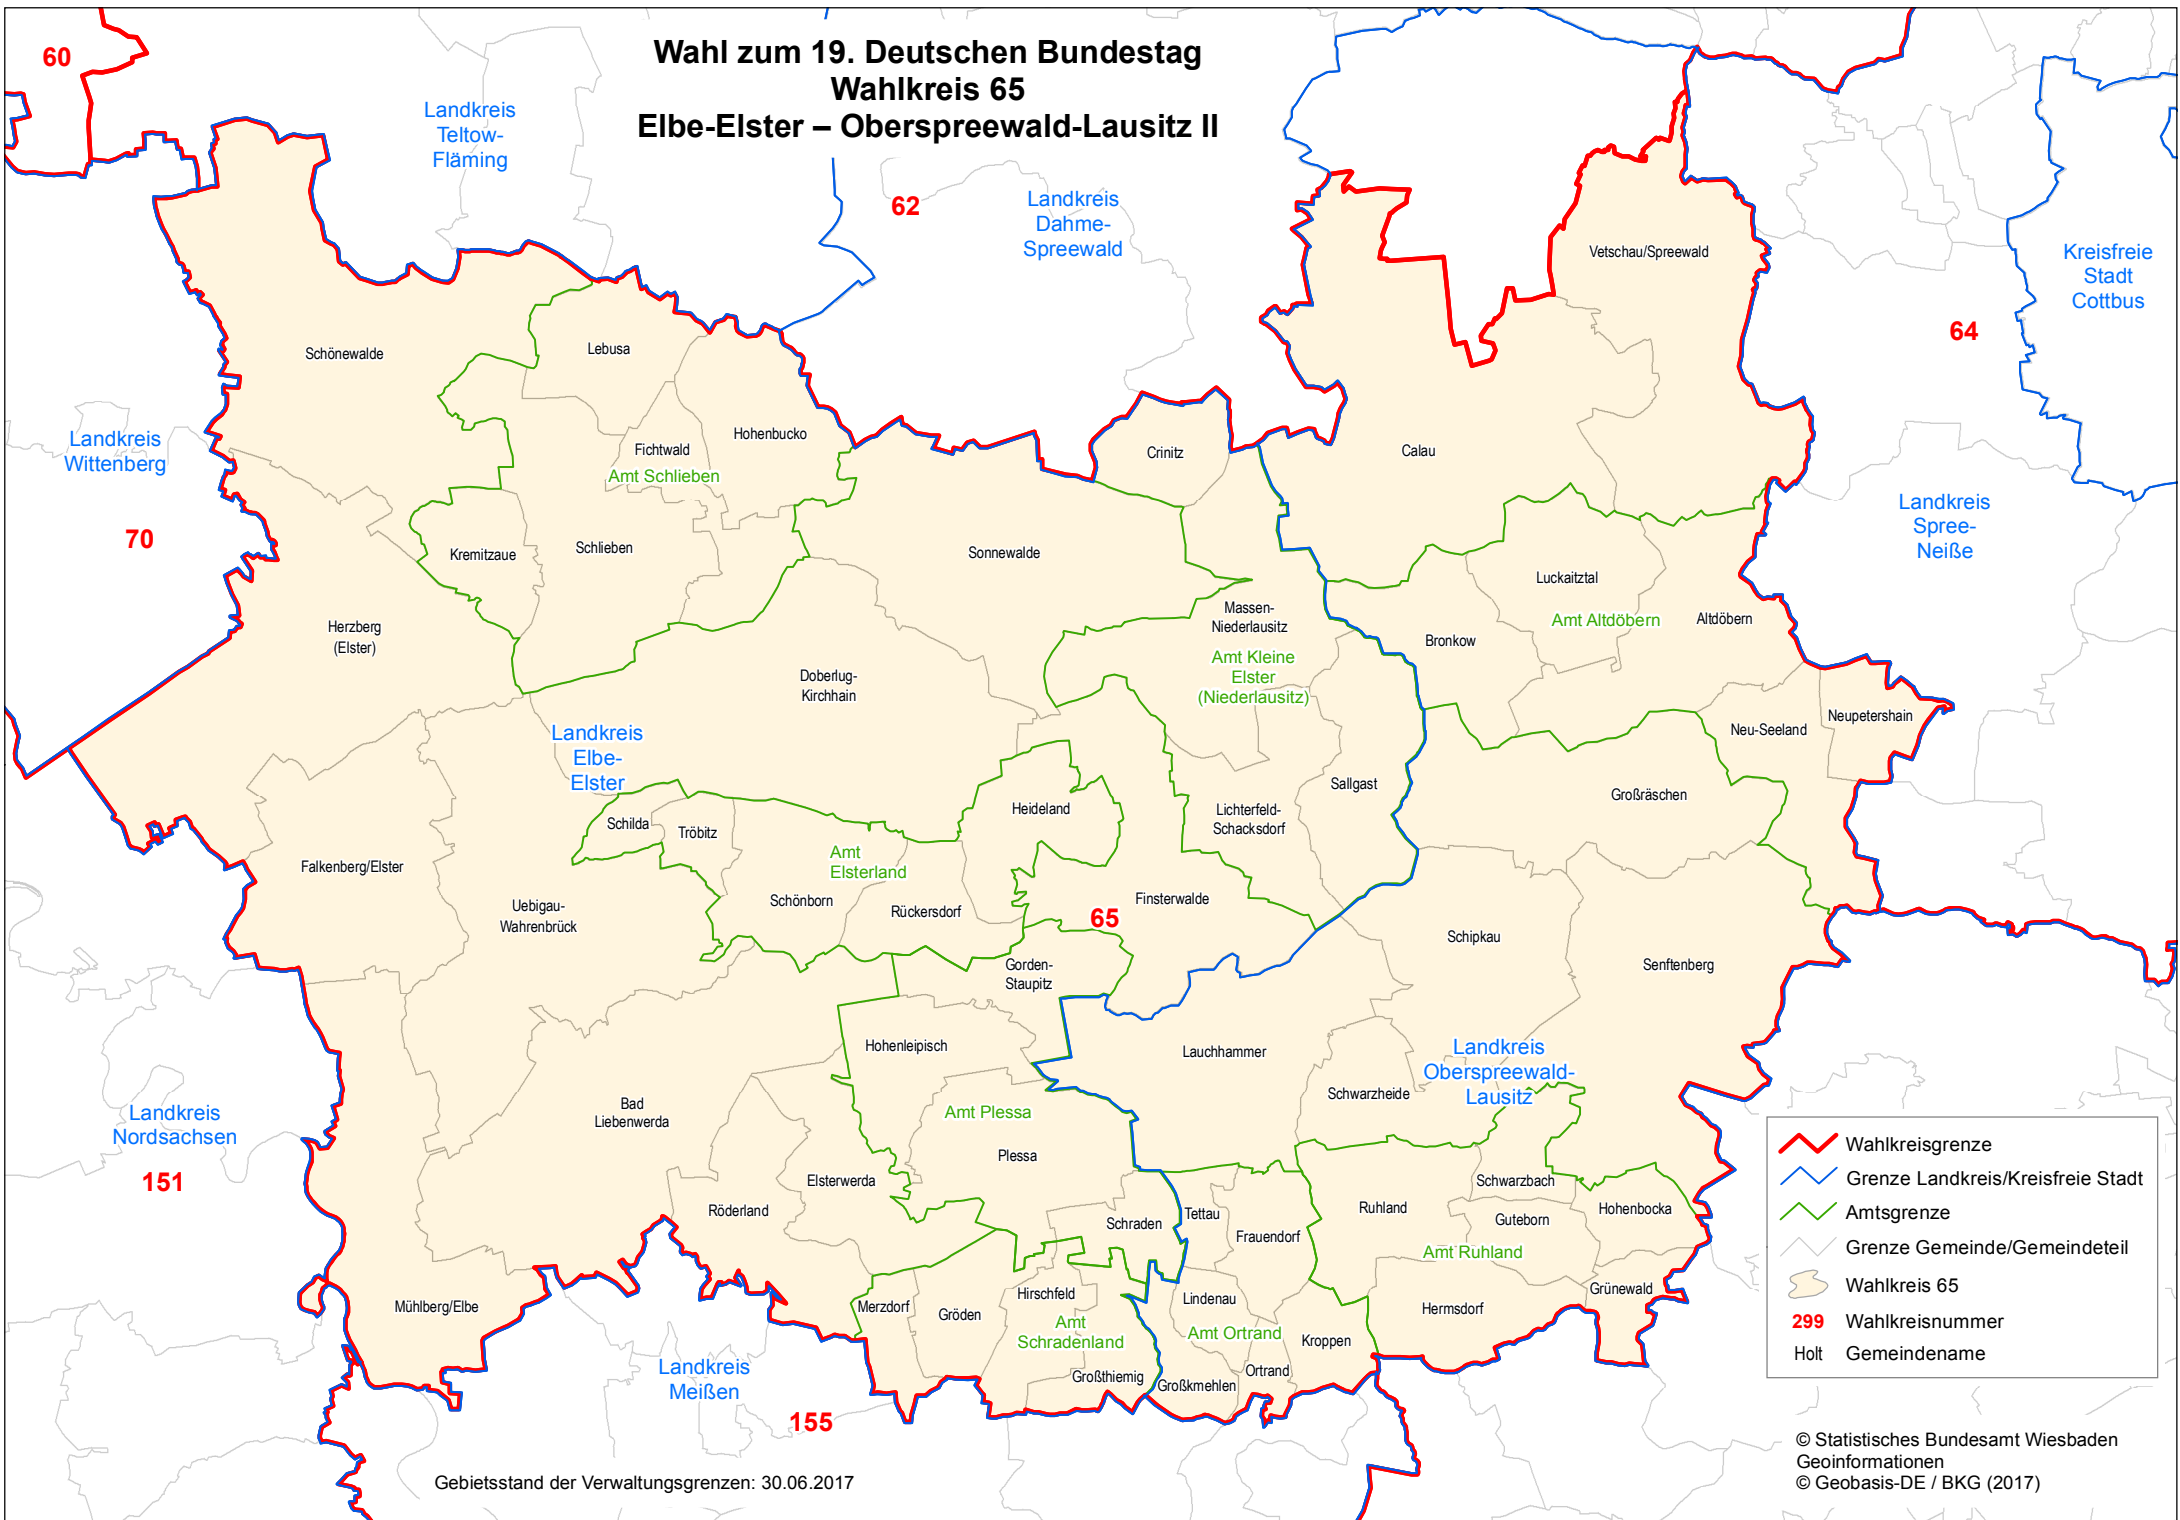 Wahl zum 19. Deutschen Bundestag
Wahlkreis 65
Elbe-Elster – Oberspreewald-Lausitz II
60
Landkreis
Teltow-
Fläming
62
Landkreis
Dahme-
Spreewald
Vetschau/Spreewald
Kreisfreie
Stadt
Cottbus
64
Schönewalde
Lebusa
Landkreis
Wittenberg
Fichtwald
Hohenbucko
Amt Schlieben
Crinitz
Calau
Landkreis
Spree-
Neiße
70
Kremitzaue
Schlieben
Sonnewalde
Luckaitztal
Amt Altdöbern
Altdöbern
Bronkow
Herzberg
(Elster)
Massen-
Niederlausitz
Amt Kleine
Elster
(Niederlausitz)
Doberlug-
Kirchhain
Landkreis
Elbe-
Elster
Neu-Seeland
Neupetershain
Sallgast
Großräschen
Heideland
Lichterfeld-
Schacksdorf
Schilda
Tröbitz
Amt
Elsterland
Falkenberg/Elster
Uebigau-
Wahrenbrück
Schönborn
Rückersdorf
Finsterwalde
65
Schipkau
Senftenberg
Gorden-
Staupitz
Hohenleipisch
Lauchhammer
Landkreis
Oberspreewald-
Lausitz
Schwarzheide
Bad
Liebenwerda
Amt Plessa
Plessa
Landkreis
Nordsachsen
151
Elsterwerda
Röderland
Schraden
Tettau
Frauendorf
Ruhland
Schwarzbach
Guteborn
Hohenbocka
Amt Ruhland
Mühlberg/Elbe
Merzdorf
Gröden
Hirschfeld
Amt
Schradenland
Großthiemig
Lindenau
Amt Ortrand
Kroppen
Ortrand
Großkmehlen
Hermsdorf
Grünewald
Landkreis
Meißen
155
Wahlkreisgrenze
Grenze Landkreis/Kreisfreie Stadt
Amtsgrenze
Grenze Gemeinde/Gemeindeteil
Wahlkreis 65
299 Wahlkreisnummer
Holt Gemeindename
Gebietsstand der Verwaltungsgrenzen: 30.06.2017
© Statistisches Bundesamt Wiesbaden
Geoinformationen
© Geobasis-DE / BKG (2017)